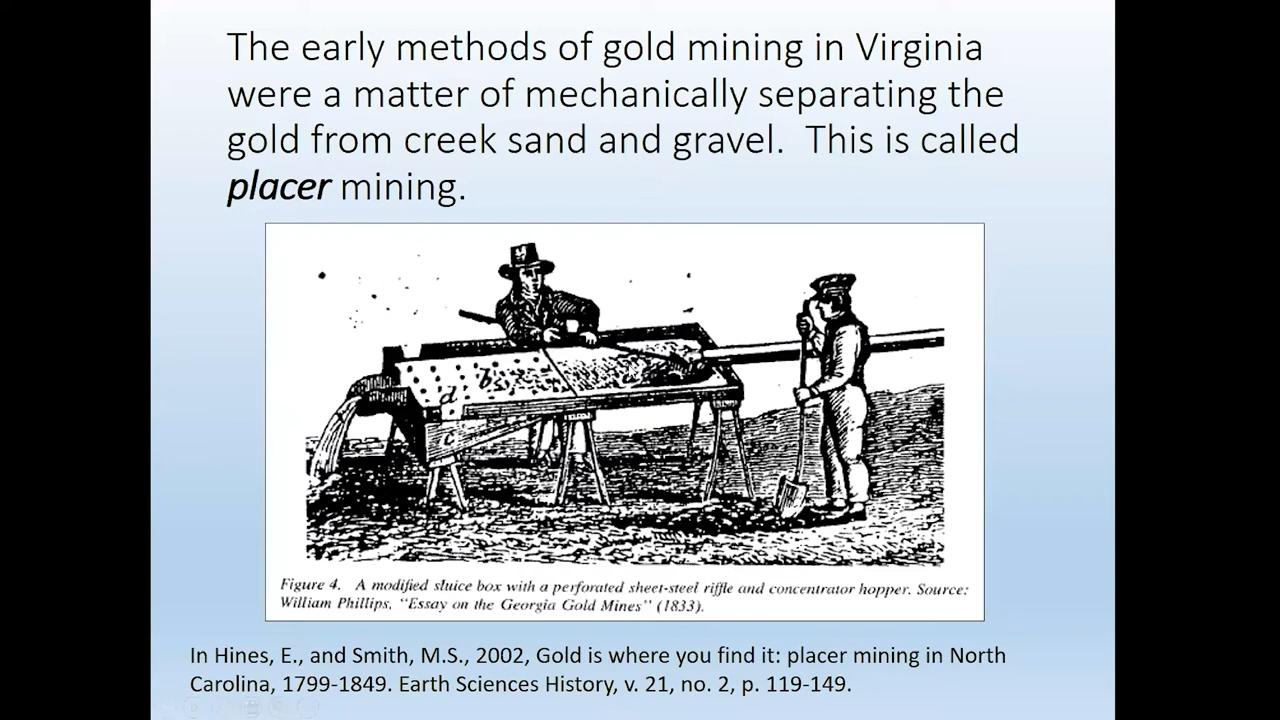 The early methods of gold mining in Virginia
were a matter of mechanically separating the
gold from creek sand and gravel.  This is called
placer mining.
d
b
c
Figure 4. A modified sluice box with a perforated sheet-steel riffle and concentrator hopper. Source:
William Phillips, "Essay on the Georgia Gold Mines" (1833).
In Hines, E., and Smith, M.S., 2002, Gold is where you find it: placer mining in North
Carolina, 1799-1849. Earth Sciences History, v. 21, no. 2, p. 119-149.